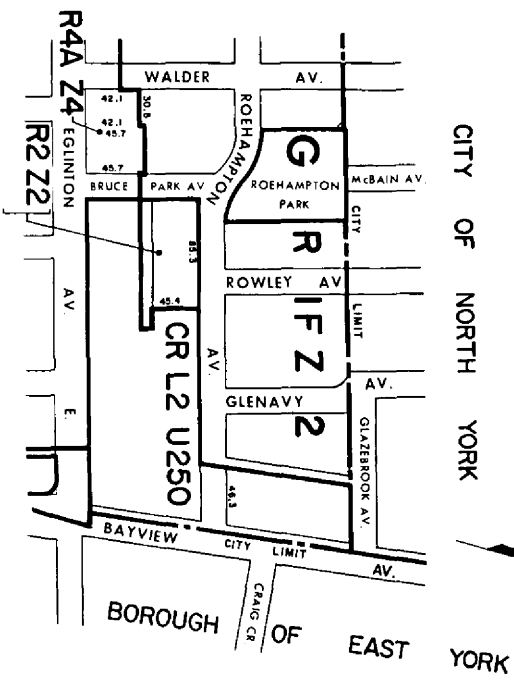 WALDER AV.
R4A Z4
42.1
30.5
42.1
45.7
45.7
ROEHAMPTON
G
ROEHAMPTON
PARK
McBAIN AV.
CITY OF NORTH YORK
R2 Z2
EGLINTON
BRUCE PARK AV
CITY
85.3
R
ROWLEY AV
45.4
LIMIT
AV.
IF Z 2
AV.
CR L2 U250
AV.
GLENAVY
E.
GLAZEBROOK AV.
46.3
BAYVIEW
CITY LIMIT
AV.
CRAIG CR
BOROUGH OF EAST YORK